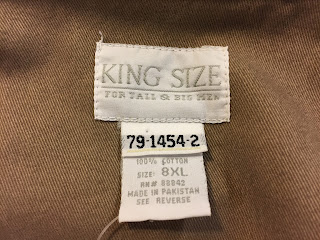 KING SIZE
FOR TALL & BIG MEN
79-1454-2
100% COTTON
SIZE: 8XL
RN# 88842
MADE IN PAKISTAN
SEE REVERSE